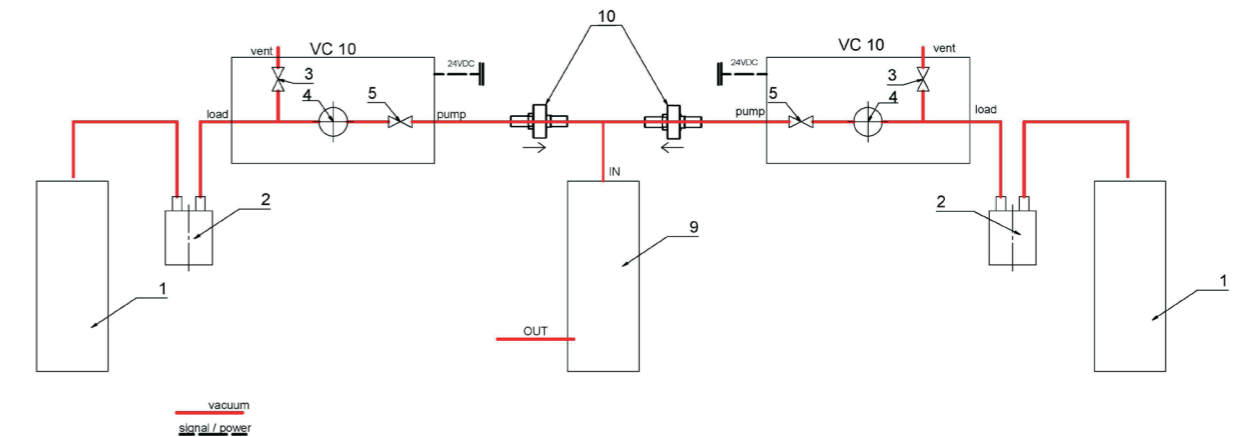 10
VC 10
VC 10
vent
vent
24VDC
24VDC
3
3
4
5
5
4
load
pump
pump
load
IN
2
2
9
1
1
OUT
vacuum
signal / power